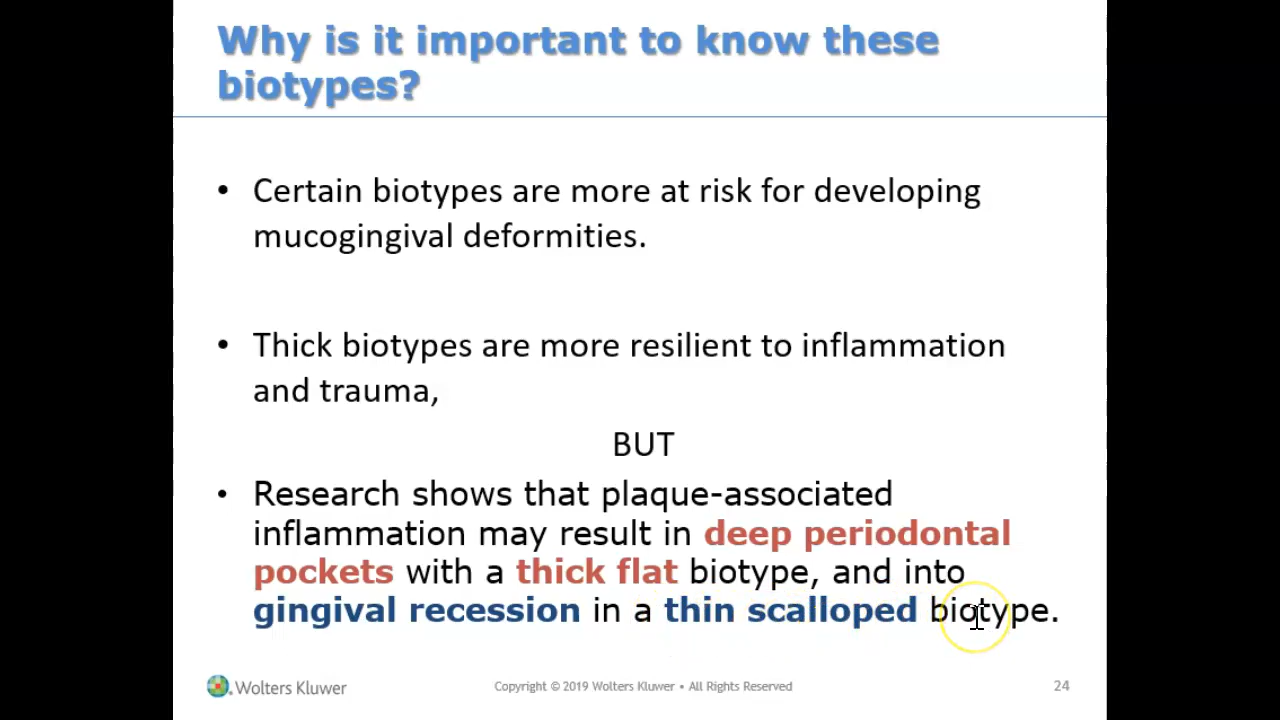 Why is it important to know these
biotypes?
• Certain biotypes are more at risk for developing
mucogingival deformities.
• Thick biotypes are more resilient to inflammation
and trauma,
BUT
• Research shows that plaque-associated
inflammation may result in deep periodontal
pockets with a thick flat biotype, and into
gingival recession in a thin scalloped biotype.
Wolters Kluwer
Copyright © 2019 Wolters Kluwer • All Rights Reserved
24